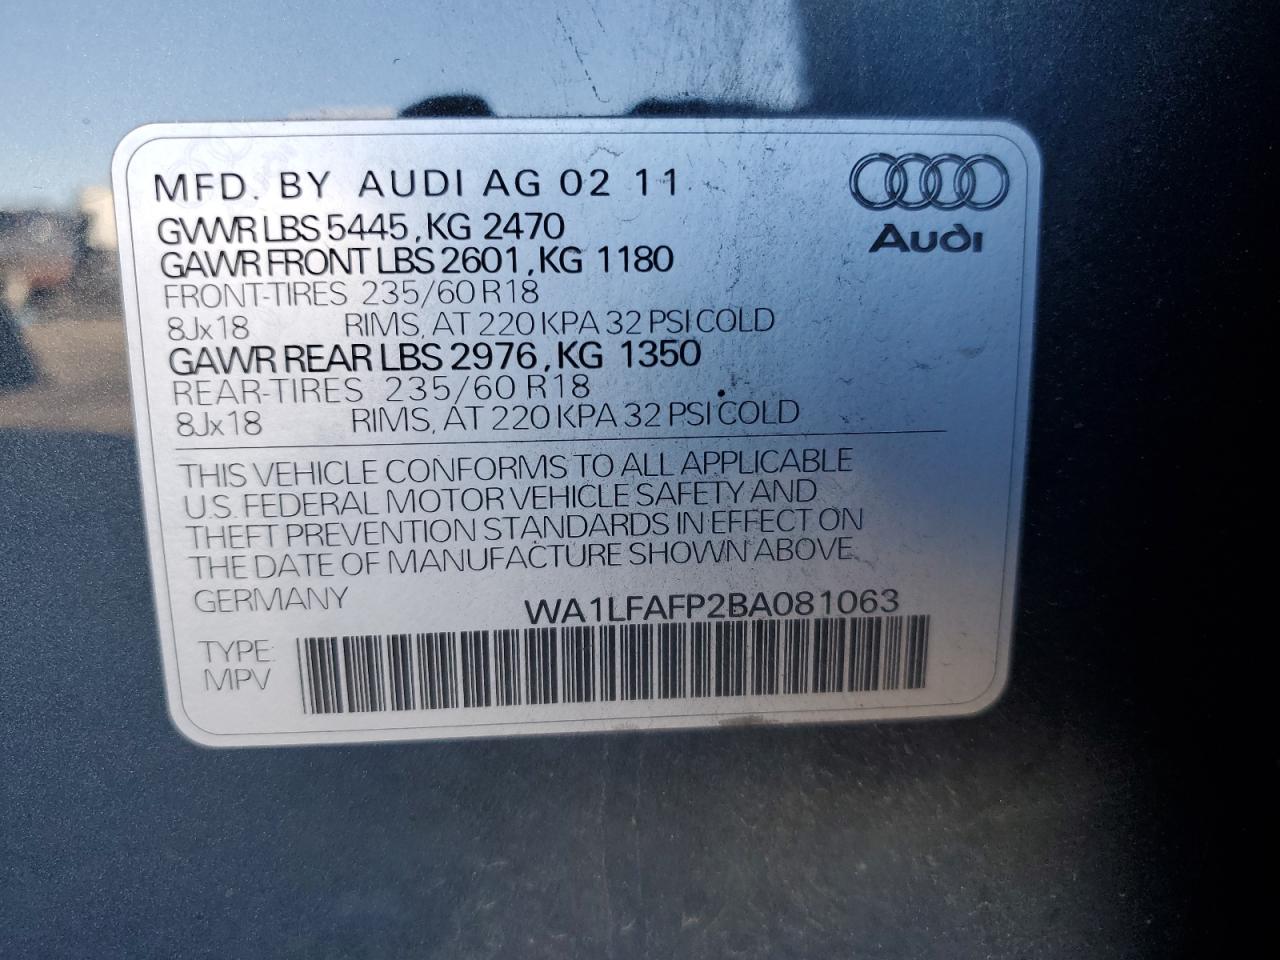 MFD. BY AUDI AG 02 11
GVWR LBS 5445, KG 2470
GAWR FRONT LBS 2601, KG 1180
FRONT-TIRES 235/60 R18
8Jx18 RIMS, AT 220 KPA 32 PSI COLD
GAWR REAR LBS 2976, KG 1350
REAR-TIRES 235/60 R18
8Jx18 RIMS, AT 220 KPA 32 PSI COLD
Audi
THIS VEHICLE CONFORMS TO ALL APPLICABLE
U.S. FEDERAL MOTOR VEHICLE SAFETY AND
THEFT PREVENTION STANDARDS IN EFFECT ON
THE DATE OF MANUFACTURE SHOWN ABOVE.
GERMANY WA1LFAFP2BA081063
TYPE:
MPV